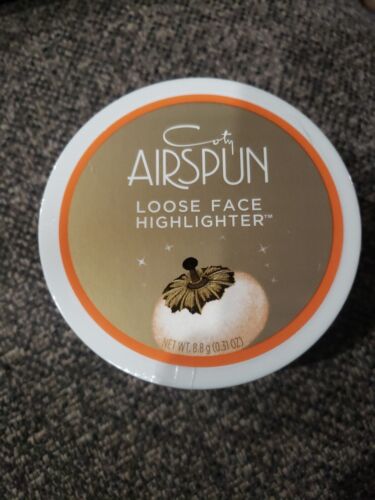 Coty
AIRSPUN
LOOSE FACE
HIGHLIGHTER™
NET WT. 8.8 g (0.31 OZ)